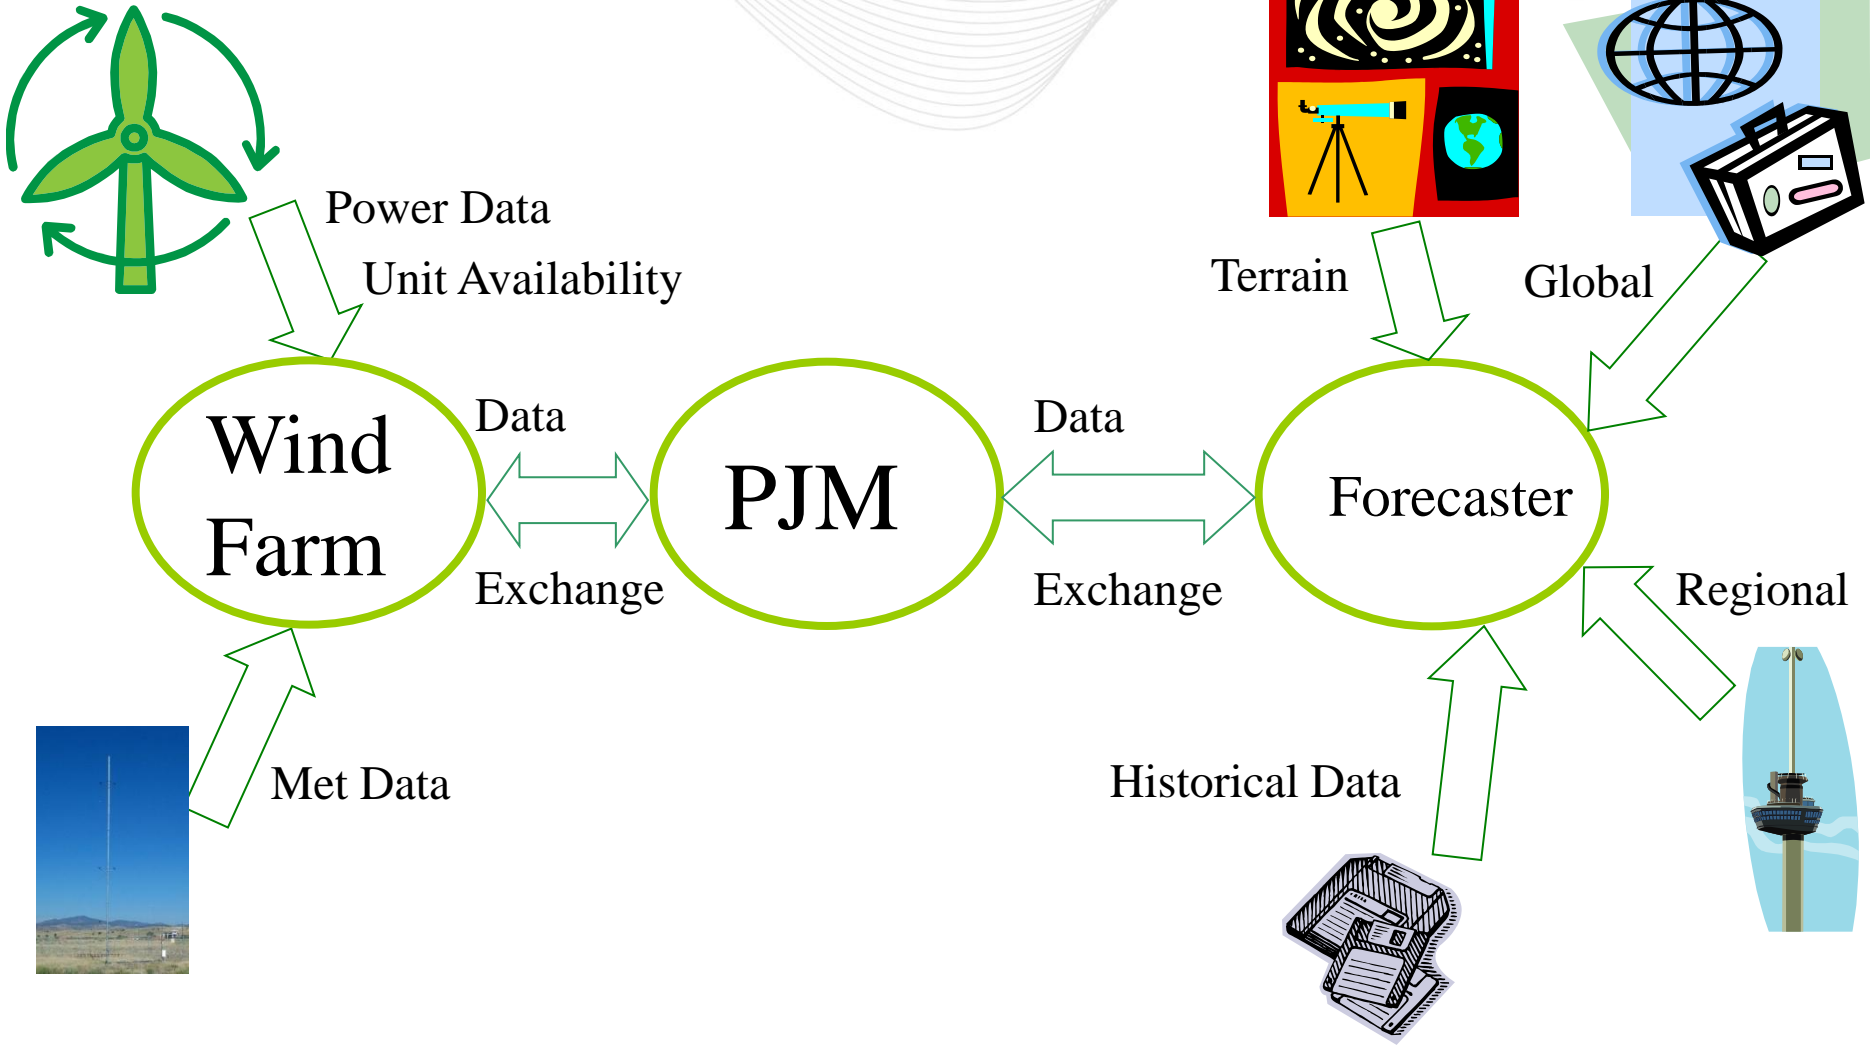 Power Data
Unit Availability
Terrain
Global
Data
Data
Wind
Farm
PJM
Forecaster
Exchange
Exchange
Regional
Met Data
Historical Data